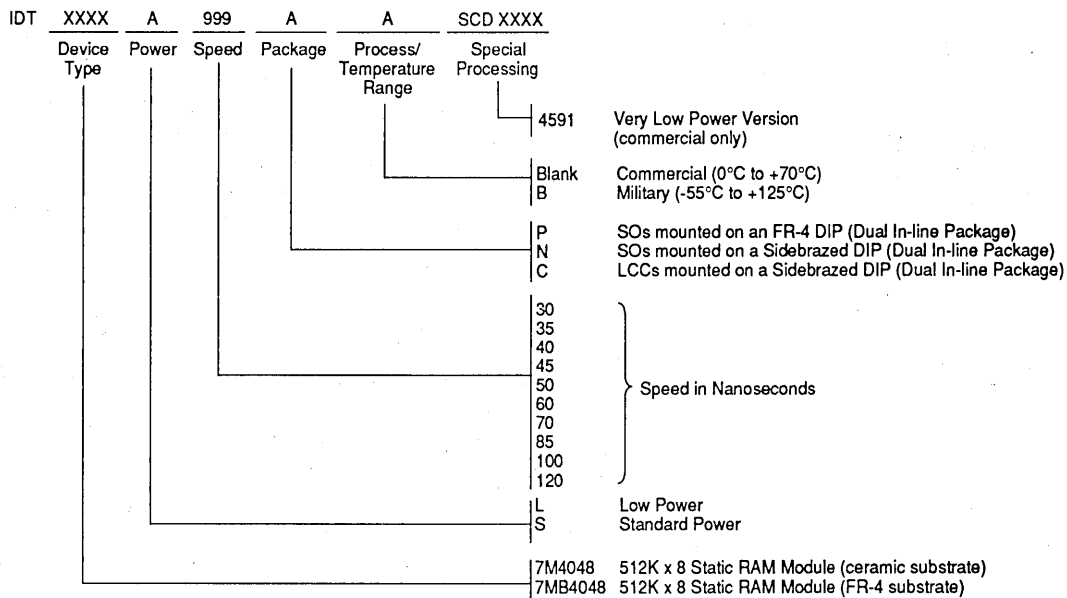 IDT XXXX A 999 A A SCD XXXX
Device Type Power Speed Package Process/ Temperature Range Special Processing
4591 Very Low Power Version (commercial only)
Blank Commercial (0°C to +70°C)
B Military (-55°C to +125°C)
P SOs mounted on an FR-4 DIP (Dual In-line Package)
N SOs mounted on a Sidebrazed DIP (Dual In-line Package)
C LCCs mounted on a Sidebrazed DIP (Dual In-line Package)
30
35
40
45
50
60
70
85
100
120
Speed in Nanoseconds
L Low Power
S Standard Power
7M4048 512K x 8 Static RAM Module (ceramic substrate)
7MB4048 512K x 8 Static RAM Module (FR-4 substrate)